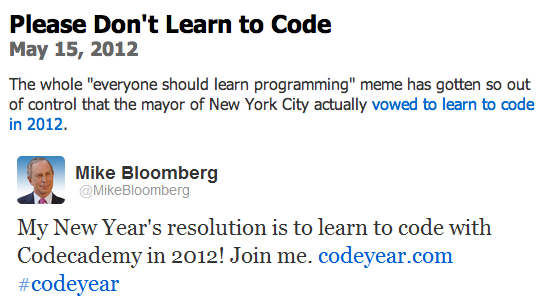 Please Don't Learn to Code
May 15, 2012
The whole "everyone should learn programming" meme has gotten so out
of control that the mayor of New York City actually vowed to learn to code
in 2012.
Mike Bloomberg
@MikeBloomberg
My New Year's resolution is to learn to code with
Codecademy in 2012! Join me. codeyear.com
#codeyear